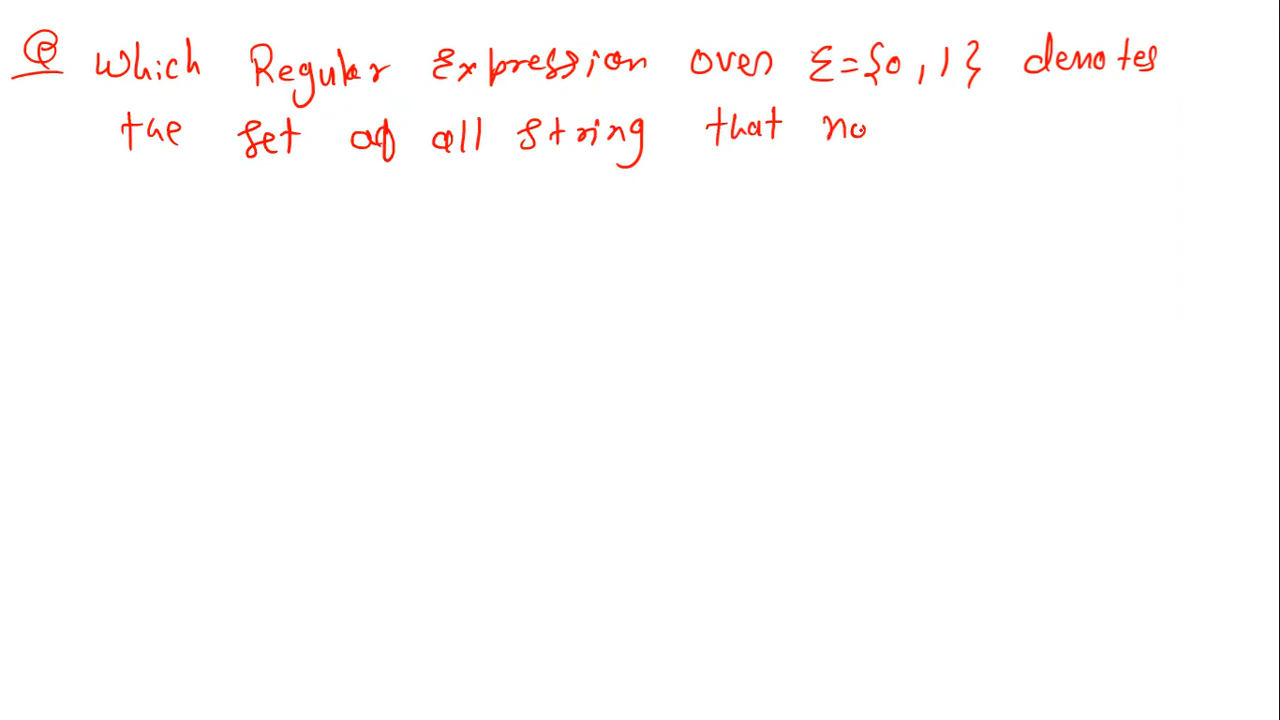 Q Which Regular Expression over Σ={0,1} denotes
the set of all string that no